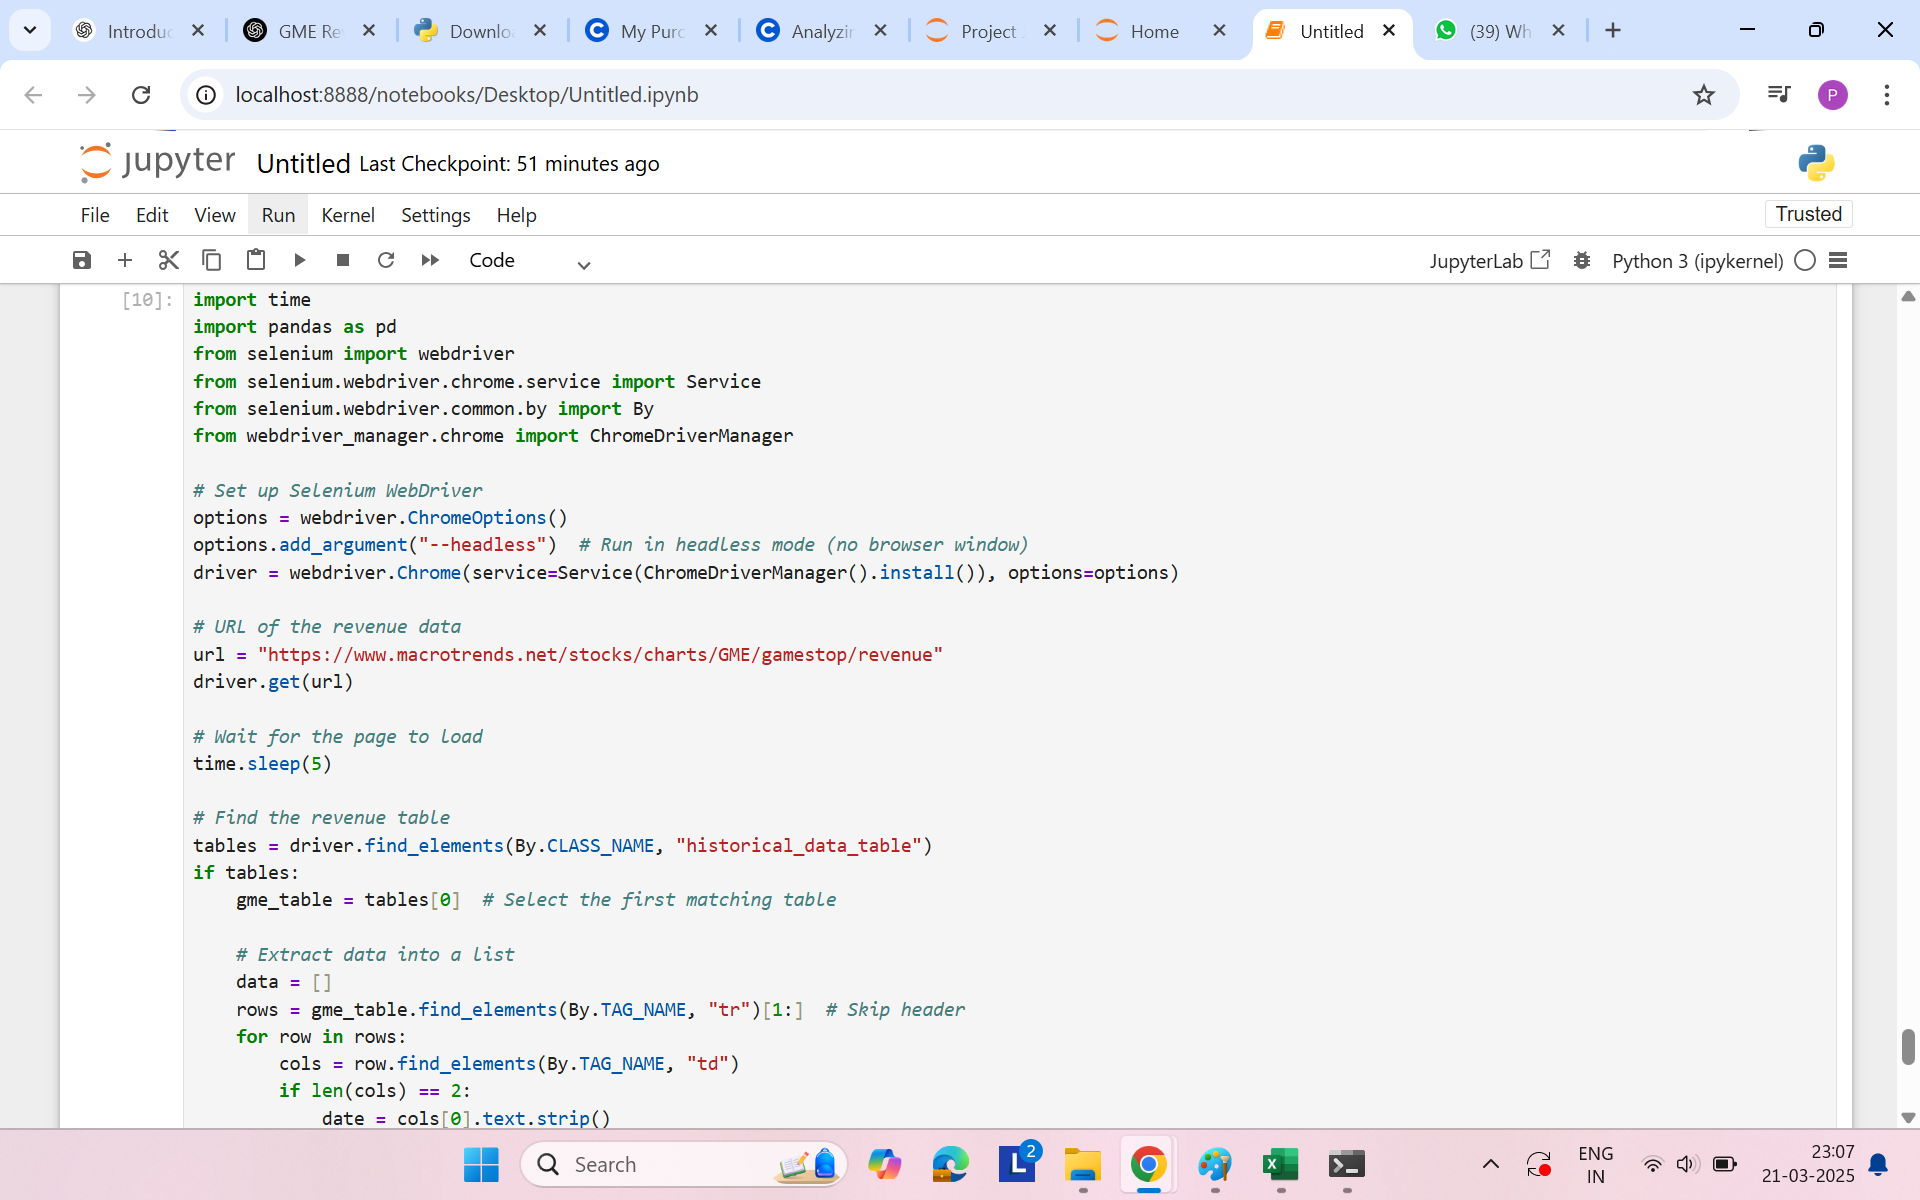 Introduc
GME Re
Downlo
My Purc
Analyzin
Project
Home
Untitled
(39) Wh
localhost:8888/notebooks/Desktop/Untitled.ipynb
P
jupyter Untitled Last Checkpoint: 51 minutes ago
File Edit View Run Kernel Settings Help
Trusted
Code
JupyterLab
Python 3 (ipykernel)
[10]:
import time
import pandas as pd
from selenium import webdriver
from selenium.webdriver.chrome.service import Service
from selenium.webdriver.common.by import By
from webdriver_manager.chrome import ChromeDriverManager
# Set up Selenium WebDriver
options = webdriver.ChromeOptions()
options.add_argument("--headless")  # Run in headless mode (no browser window)
driver = webdriver.Chrome(service=Service(ChromeDriverManager().install()), options=options)
# URL of the revenue data
url = "https://www.macrotrends.net/stocks/charts/GME/gamestop/revenue"
driver.get(url)
# Wait for the page to load
time.sleep(5)
# Find the revenue table
tables = driver.find_elements(By.CLASS_NAME, "historical_data_table")
if tables:
    gme_table = tables[0]  # Select the first matching table
    # Extract data into a list
    data = []
    rows = gme_table.find_elements(By.TAG_NAME, "tr")[1:]  # Skip header
    for row in rows:
        cols = row.find_elements(By.TAG_NAME, "td")
        if len(cols) == 2:
            date = cols[0].text.strip()
Search
L
2
ENG
IN
23:07
21-03-2025